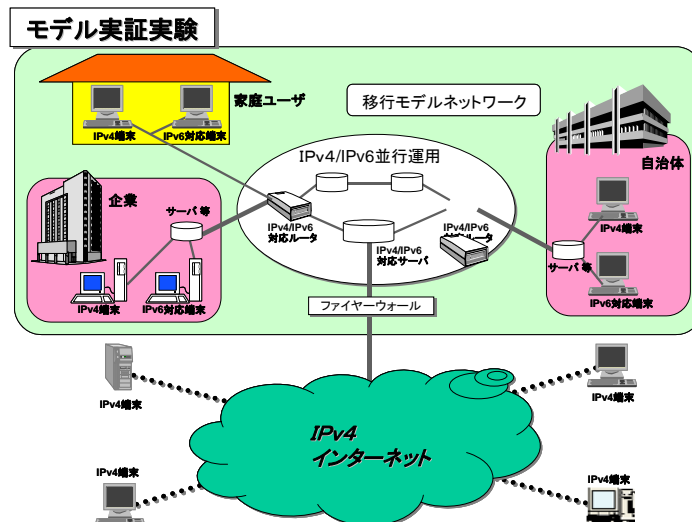 モデル実証実験
家庭ユーザ
移行モデルネットワーク
IPv4端末
IPv6対応端末
IPv4/IPv6並行運用
自治体
企業
サーバ 等
IPv4/IPv6
対応ルータ
IPv4/IPv6
対応サーバ
IPv4/IPv6
対応ルータ
IPv4端末
サーバ 等
IPv6対応端末
IPv4端末
IPv6対応端末
ファイヤーウォール
IPv4端末
IPv4端末
IPv4
インターネット
IPv4端末
IPv4端末